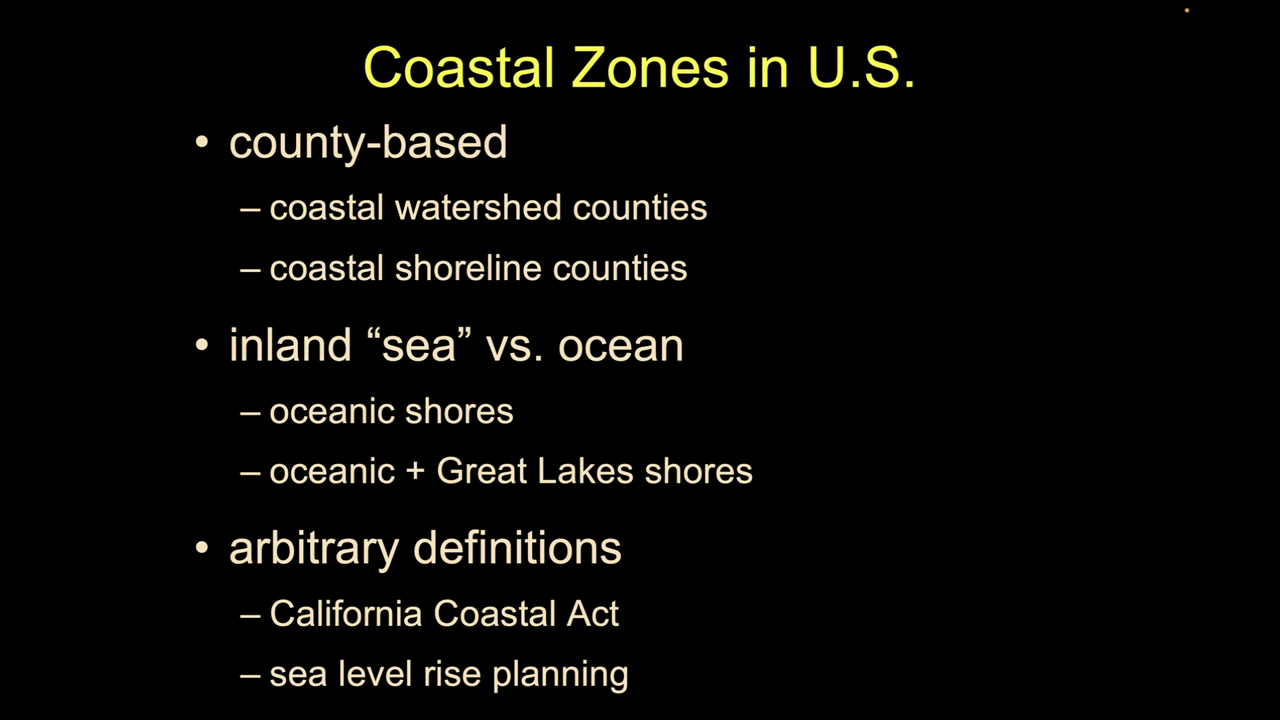 Coastal Zones in U.S.
• county-based
– coastal watershed counties
– coastal shoreline counties
• inland “sea” vs. ocean
– oceanic shores
– oceanic + Great Lakes shores
• arbitrary definitions
– California Coastal Act
– sea level rise planning